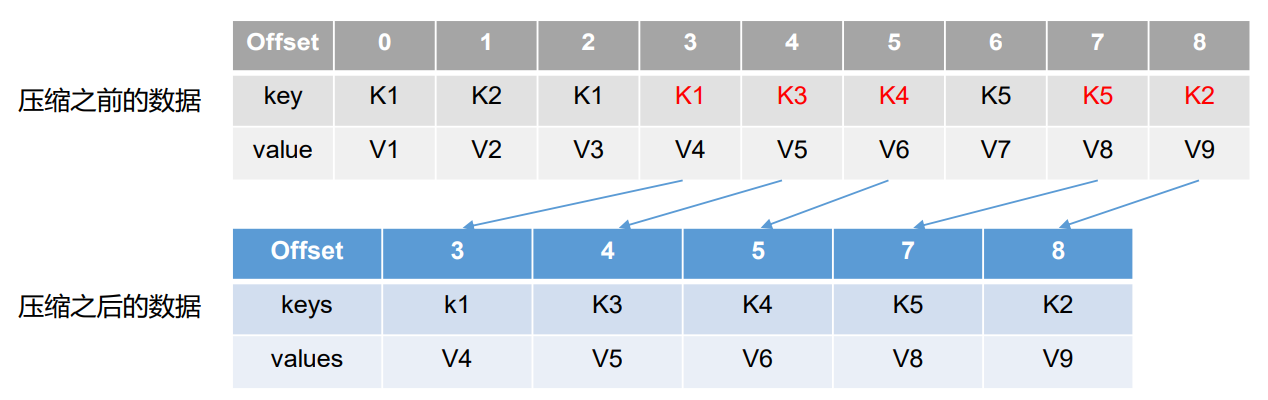 Offset 0 1 2 3 4 5 6 7 8
压缩之前的数据
key K1 K2 K1 K1 K3 K4 K5 K5 K2
value V1 V2 V3 V4 V5 V6 V7 V8 V9
Offset 3 4 5 7 8
压缩之后的数据
keys k1 K3 K4 K5 K2
values V4 V5 V6 V8 V9